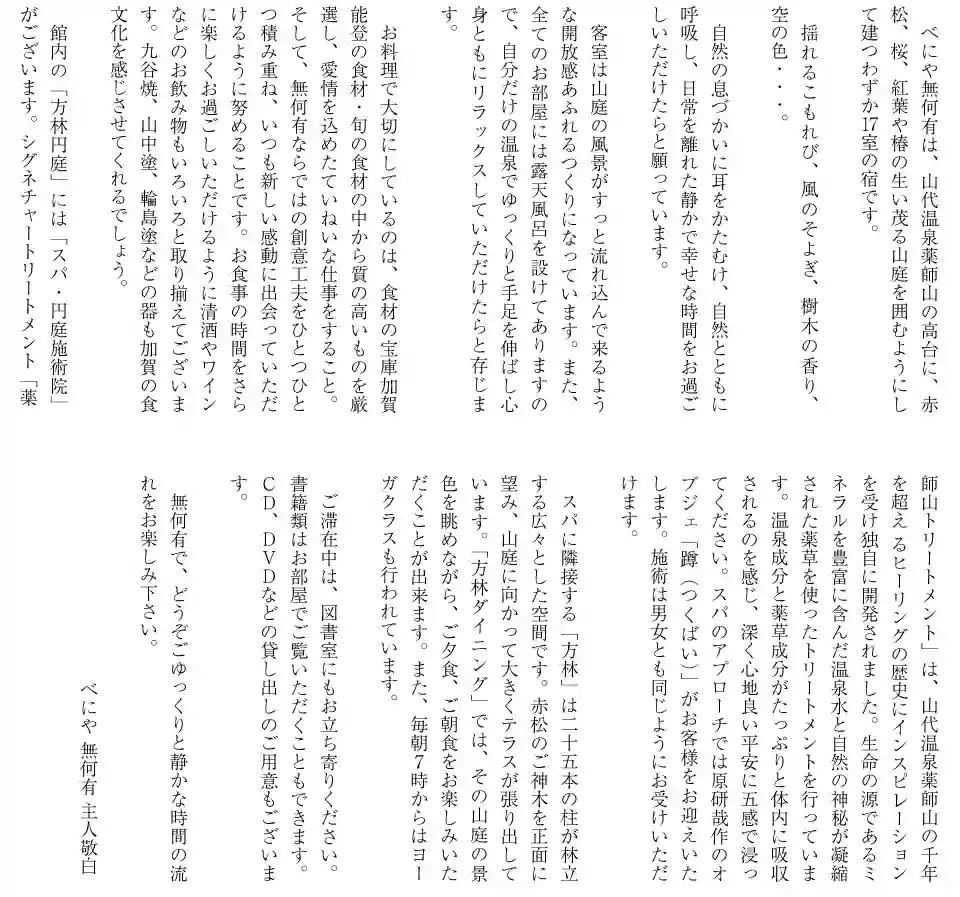 べにや無何有は、山代温泉薬師山の高台に、赤
松、桜、紅葉や椿の生い茂る山庭を囲むようにし
て建つわずか17室の宿です。
揺れるこもれび、風のそよぎ、樹木の香り、
空の色・・・。
自然の息づかいに耳をかたむけ、自然とともに
呼吸し、日常を離れた静かで幸せな時間をお過ご
しいただけたらと願っています。
客室は山庭の風景がすっと流れ込んで来るよう
な開放感あふれるつくりになっています。また、
全てのお部屋には露天風呂を設けてありますの
で、自分だけの温泉でゆっくりと手足を伸ばし心
身ともにリラックスしていただけたらと存じま
す。
お料理で大切にしているのは、食材の宝庫加賀
能登の食材・旬の食材の中から質の高いものを厳
選し、愛情を込めたていねいな仕事をすること。
そして、無何有ならではの創意工夫をひとつひと
つ積み重ね、いつも新しい感動に出会っていただ
けるように努めることです。お食事の時間をさら
に楽しくお過ごしいただけるように清酒やワイン
などのお飲み物もいろいろと取り揃えてございま
す。九谷焼、山中塗、輪島塗などの器も加賀の食
文化を感じさせてくれるでしょう。
館内の「方林円庭」には「スパ・円庭施術院」
がございます。シグネチャートリートメント「薬
師山トリートメント」は、山代温泉薬師山の千年
を超えるヒーリングの歴史にインスピレーション
を受け独自に開発されました。生命の源であるミ
ネラルを豊富に含んだ温泉水と自然の神秘が凝縮
された薬草を使ったトリートメントを行っていま
す。温泉成分と薬草成分がたっぷりと体内に吸収
されるのを感じ、深く心地良い平安に五感で浸っ
てください。スパのアプローチでは原研哉作のオ
ブジェ「蹲（つくばい）」がお客様をお迎えいた
します。施術は男女とも同じようにお受けいただ
けます。
スパに隣接する「方林」は二十五本の柱が林立
する広々とした空間です。赤松のご神木を正面に
望み、山庭に向かって大きくテラスが張り出して
います。「方林ダイニング」では、その山庭の景
色を眺めながら、ご夕食、ご朝食をお楽しみいた
だくことが出来ます。また、毎朝7時からはヨー
ガクラスも行われています。
ご滞在中は、図書室にもお立ち寄りください。
書籍類はお部屋でご覧いただくこともできます。
CD、DVDなどの貸し出しのご用意もございま
す。
無何有で、どうぞごゆっくりと静かな時間の流
れをお楽しみ下さい。
べにや 無何有 主人敬白